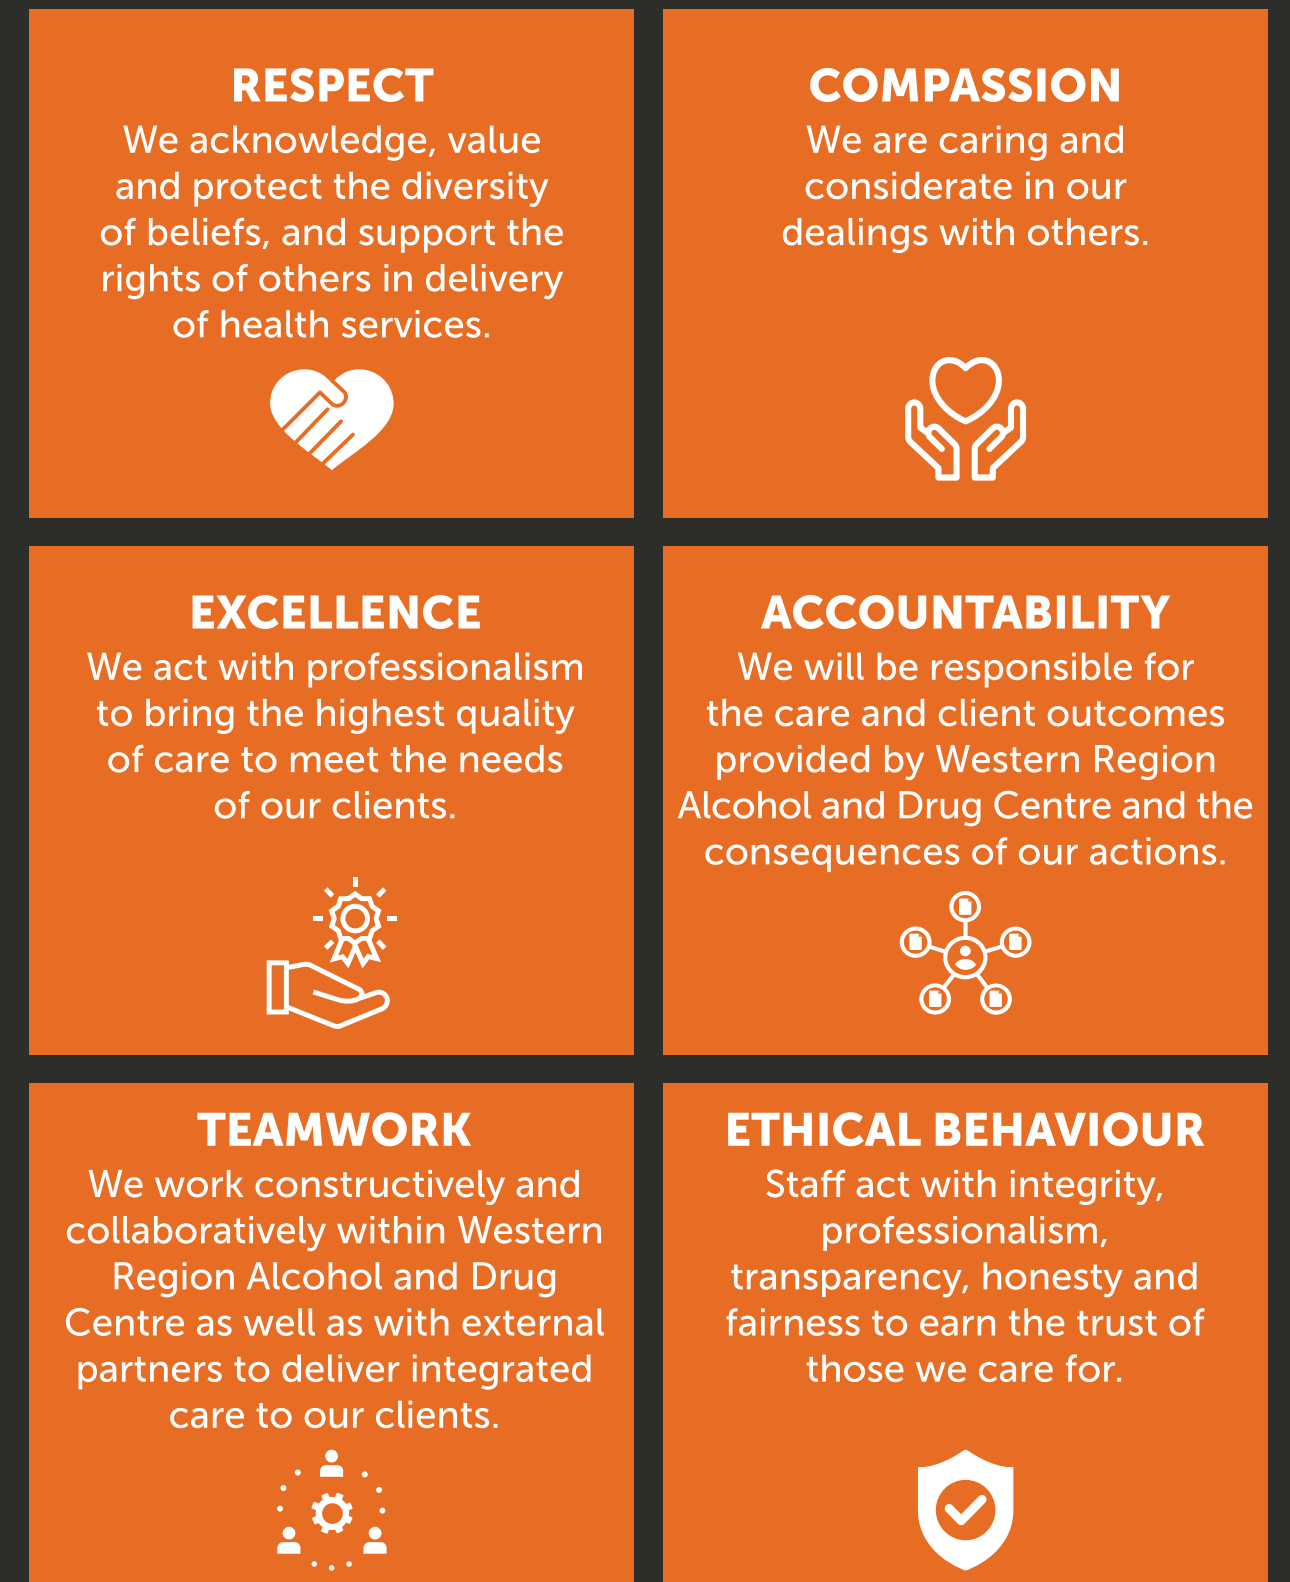 RESPECT
We acknowledge, value
and protect the diversity
of beliefs, and support the
rights of others in delivery
of health services.
COMPASSION
We are caring and
considerate in our
dealings with others.
EXCELLENCE
We act with professionalism
to bring the highest quality
of care to meet the needs
of our clients.
ACCOUNTABILITY
We will be responsible for
the care and client outcomes
provided by Western Region
Alcohol and Drug Centre and the
consequences of our actions.
TEAMWORK
We work constructively and
collaboratively within Western
Region Alcohol and Drug
Centre as well as with external
partners to deliver integrated
care to our clients.
ETHICAL BEHAVIOUR
Staff act with integrity,
professionalism,
transparency, honesty and
fairness to earn the trust of
those we care for.